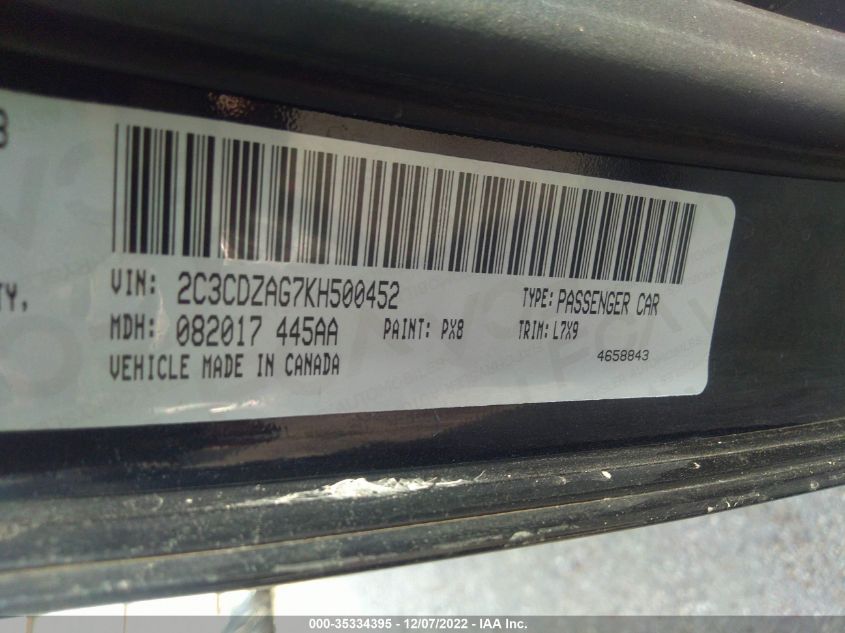 VIN: 2C3CDZAG7KH500452 TYPE: PASSENGER CAR
TY,
MDH: 082017 445AA PAINT: PX8 TRIM: L7X9
VEHICLE MADE IN CANADA 4658843
000-35334395 - 12/07/2022 - IAA Inc.